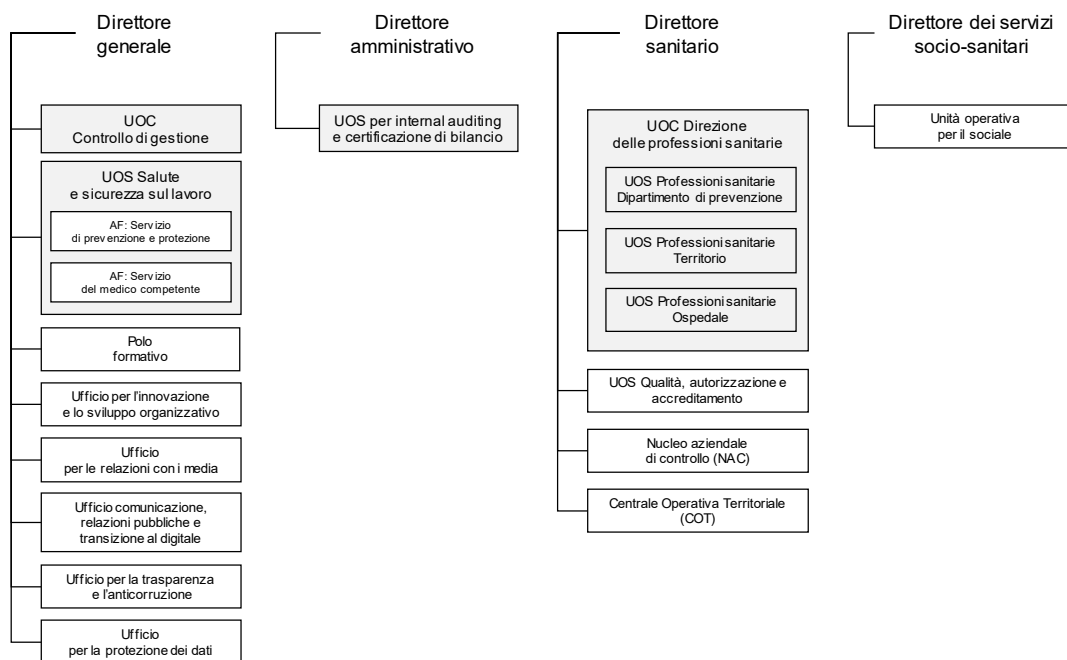 Direttore
generale
UOC
Controllo di gestione
UOS Salute
e sicurezza sul lavoro
AF: Servizio
di prevenzione e protezione
AF: Servizio
del medico competente
Polo
formativo
Ufficio per l'innovazione
e lo sviluppo organizzativo
Ufficio
per le relazioni con i media
Ufficio comunicazione,
relazioni pubbliche e
transizione al digitale
Ufficio per la trasparenza
e l'anticorruzione
Ufficio
per la protezione dei dati
Direttore
amministrativo
UOS per internal auditing
e certificazione di bilancio
Direttore
sanitario
UOC Direzione
delle professioni sanitarie
UOS Professioni sanitarie
Dipartimento di prevenzione
UOS Professioni sanitarie
Territorio
UOS Professioni sanitarie
Ospedale
UOS Qualità, autorizzazione e
accreditamento
Nucleo aziendale
di controllo (NAC)
Centrale Operativa Territoriale
(COT)
Direttore dei servizi
socio-sanitari
Unità operativa
per il sociale